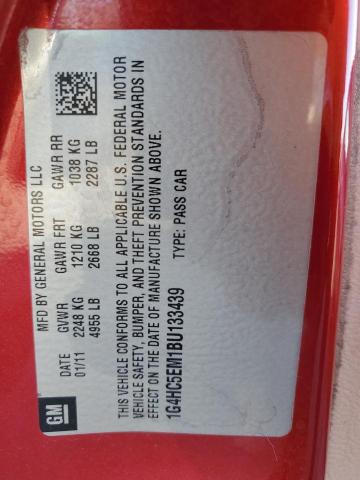 GM
MFD BY GENERAL MOTORS LLC
DATE GVWR GAWR FRT GAWR RR
01/11 2248 KG 1210 KG 1038 KG
4955 LB 2668 LB 2287 LB
THIS VEHICLE CONFORMS TO ALL APPLICABLE U.S. FEDERAL MOTOR
VEHICLE SAFETY, BUMPER, AND THEFT PREVENTION STANDARDS IN
EFFECT ON THE DATE OF MANUFACTURE SHOWN ABOVE.
1G4HC5EM1BU133439 TYPE: PASS CAR